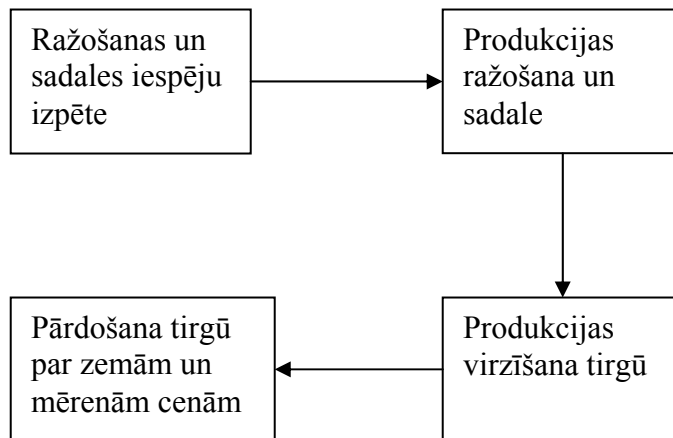 Ražošanas un
sadales iespēju
izpēte
Produkcijas
ražošana un
sadale
Produkcijas
virzīšana tirgū
Pārdošana tirgū
par zemām un
mērenām cenām